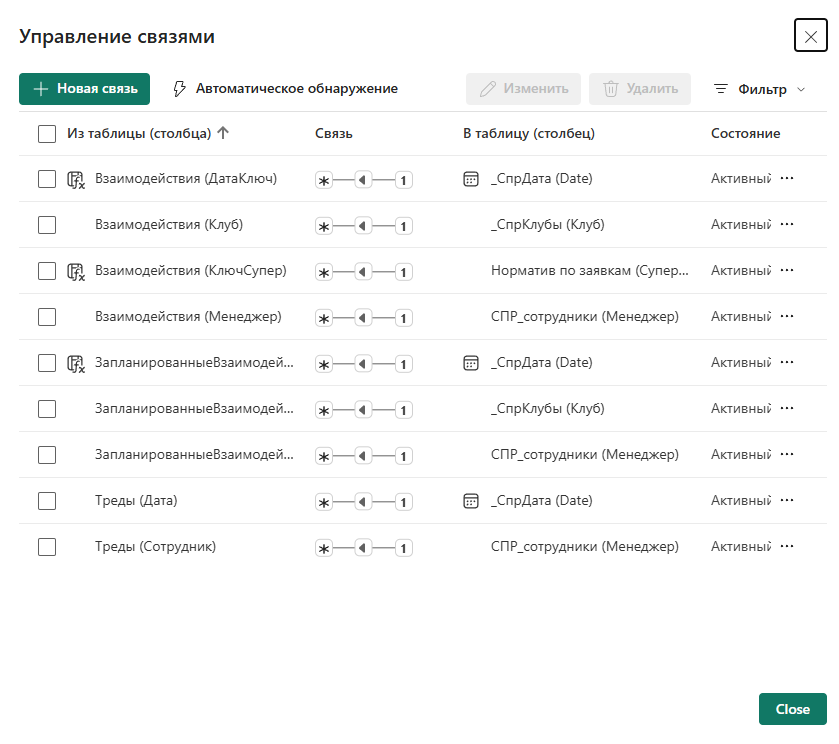 Управление связями
Новая связь Автоматическое обнаружение Изменить Удалить Фильтр
Из таблицы (столбца) Связь В таблицу (столбец) Состояние
Взаимодействия (ДатаКлюч) * 1 _СпрДата (Date) Активный ...
Взаимодействия (Клуб) * 1 _СпрКлубы (Клуб) Активный ...
Взаимодействия (КлючСупер) * 1 Норматив по заявкам (Супер... Активный ...
Взаимодействия (Менеджер) * 1 СПР_сотрудники (Менеджер) Активный ...
ЗапланированныеВзаимодей... * 1 _СпрДата (Date) Активный ...
ЗапланированныеВзаимодей... * 1 _СпрКлубы (Клуб) Активный ...
ЗапланированныеВзаимодей... * 1 СПР_сотрудники (Менеджер) Активный ...
Треды (Дата) * 1 _СпрДата (Date) Активный ...
Треды (Сотрудник) * 1 СПР_сотрудники (Менеджер) Активный ...
Close